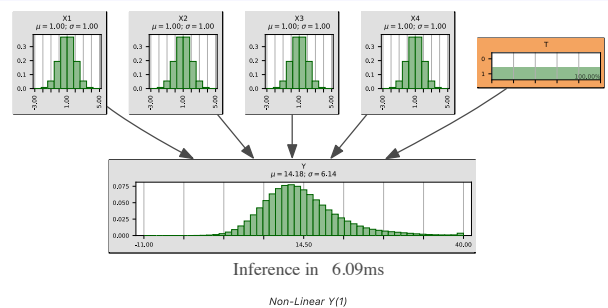 X1
μ = 1.00; σ = 1.00
0.3
0.2
0.1
0.0
-3.00
1.00
5.00
X2
μ = 1.00; σ = 1.00
0.3
0.2
0.1
0.0
-3.00
1.00
5.00
X3
μ = 1.00; σ = 1.00
0.3
0.2
0.1
0.0
-3.00
1.00
5.00
X4
μ = 1.00; σ = 1.00
0.3
0.2
0.1
0.0
-3.00
1.00
5.00
T
0
1
100.00%
Y
μ = 14.18; σ = 6.14
0.075
0.050
0.025
0.000
-11.00
14.50
40.00
Inference in 6.09ms
Non-Linear Y(1)